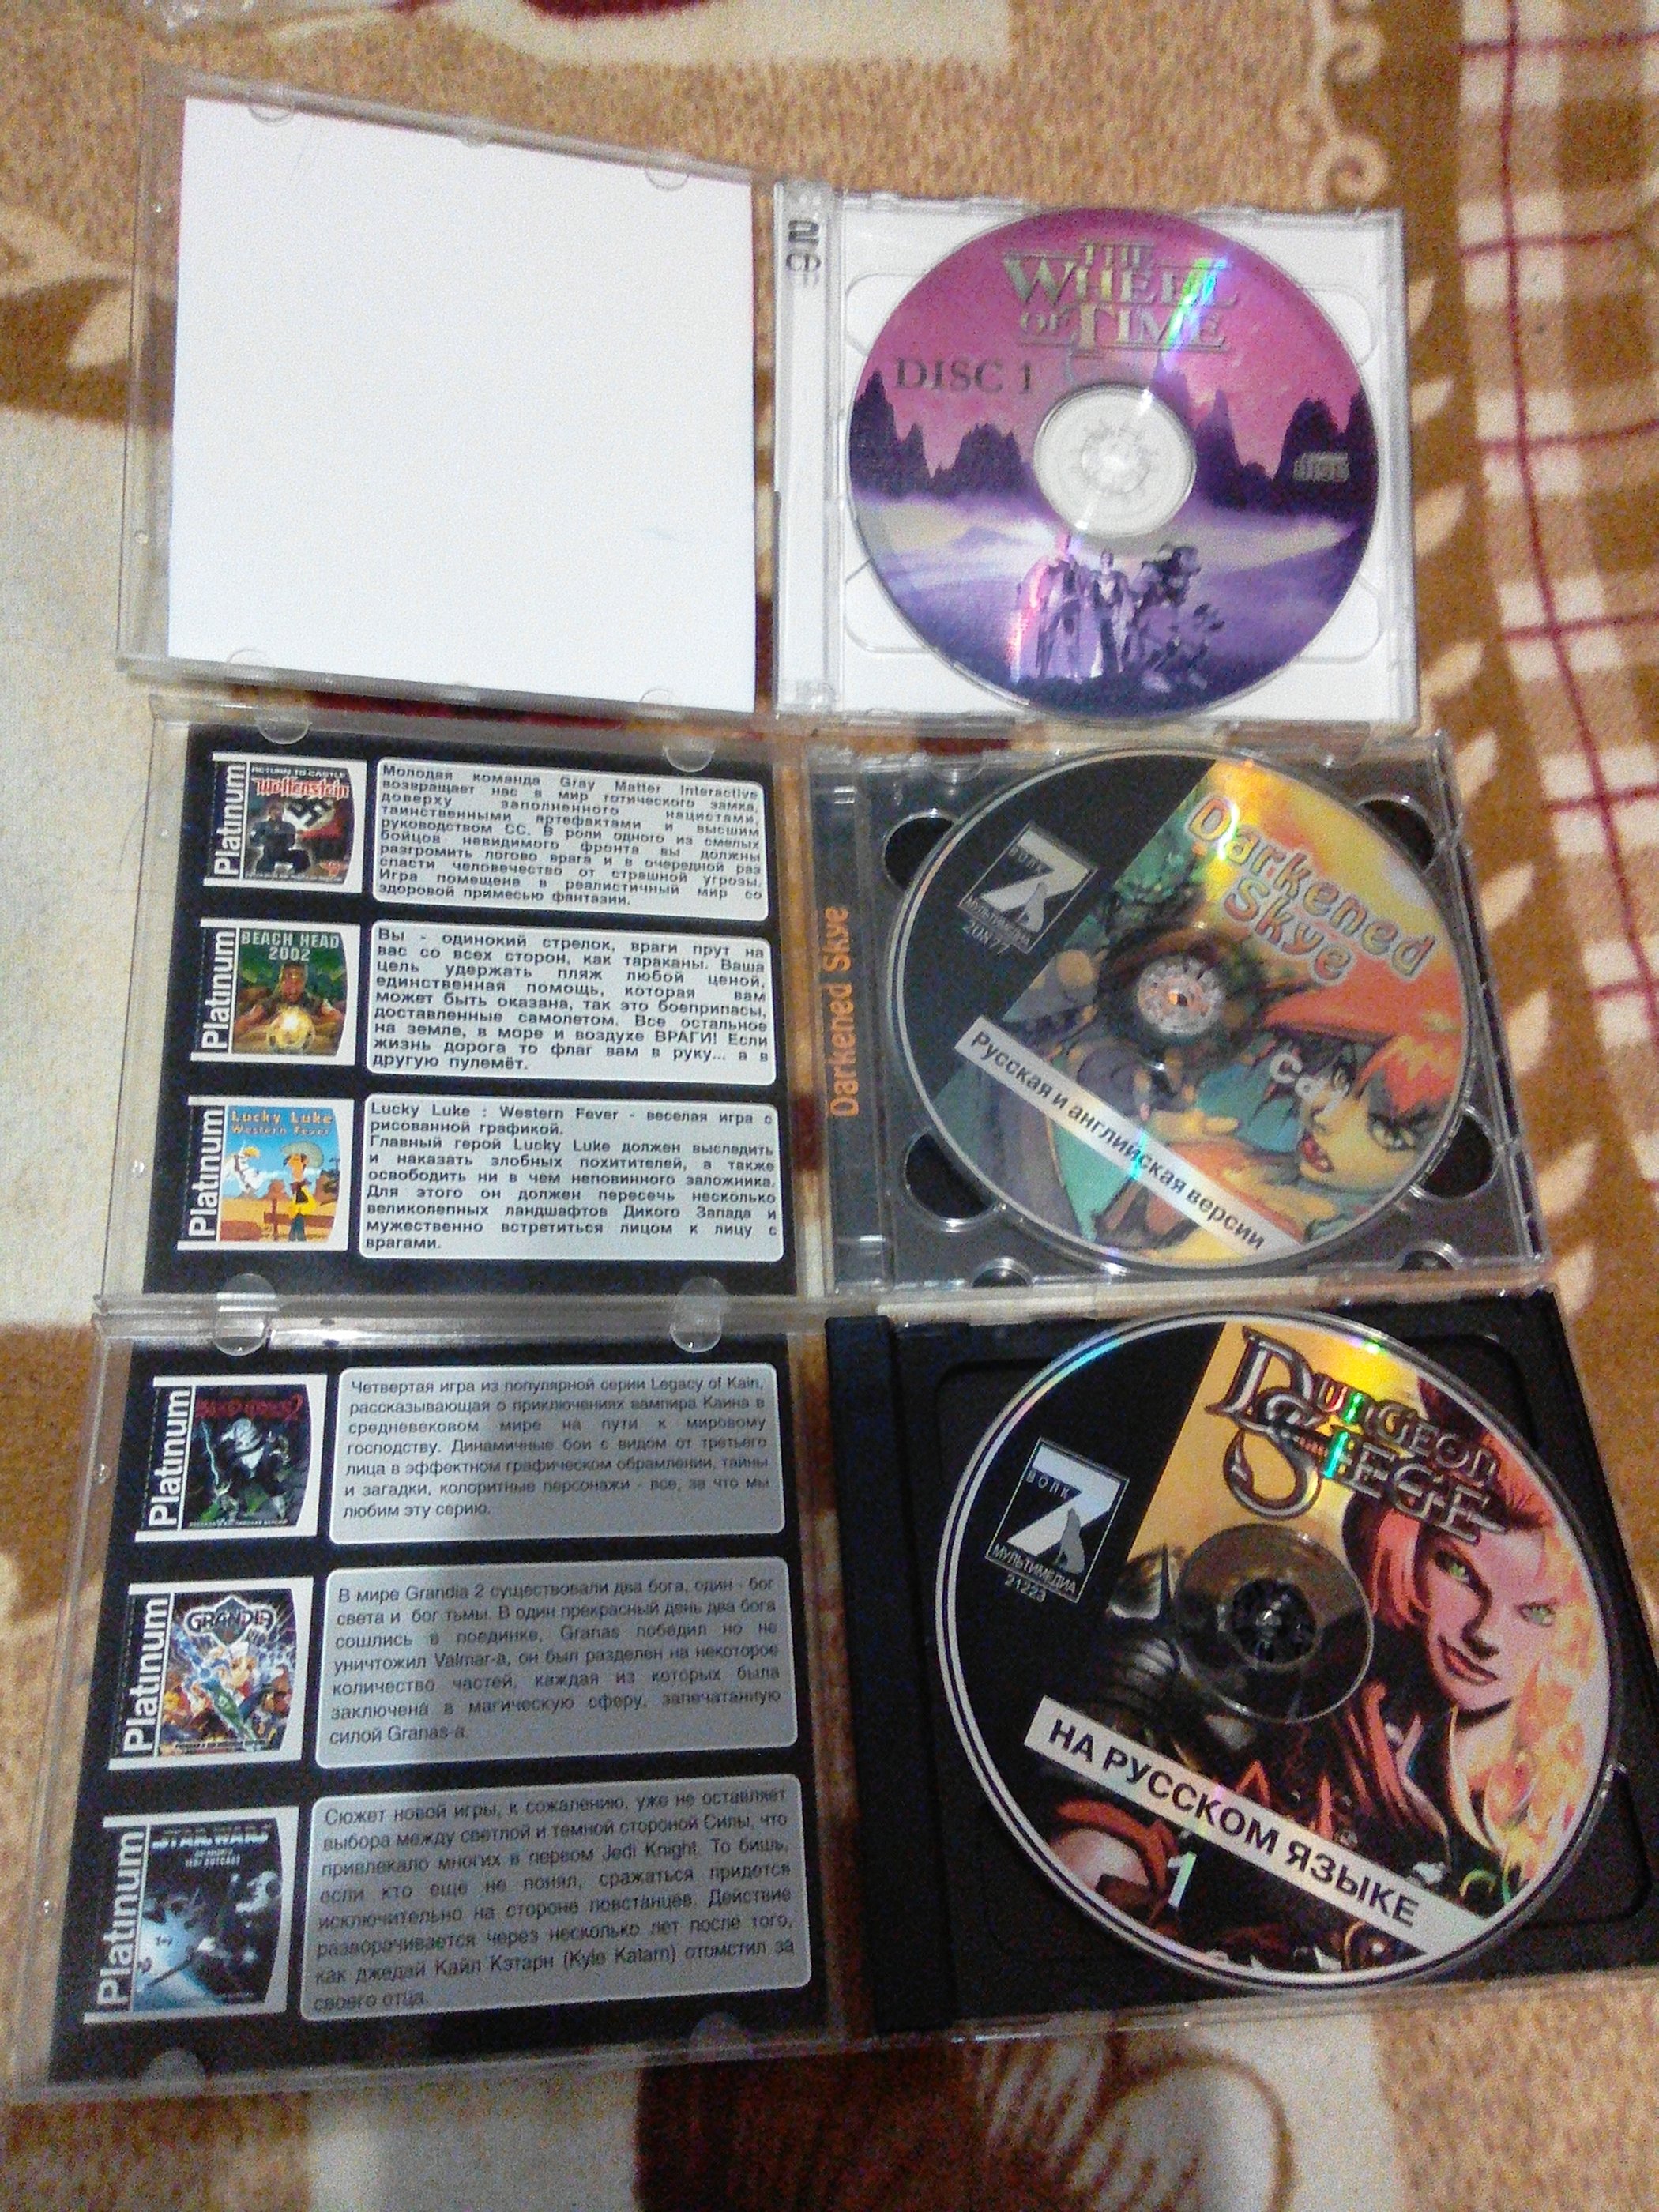 2CD
THE
WHEEL
OF TIME
DISC 1
Platinum
RETURN TO CASTLE
Wolfenstein
Молодая команда Gray Matter Interactive
возвращает нас в мир готического замка,
доверху заполненного нацистами,
таинственными артефактами и высшим
руководством СС. В роли одного из смелых
бойцов невидимого фронта вы должны
разгромить логово врага и в очередной раз
спасти человечество от страшной угрозы.
Игра помещена в реалистичный мир со
здоровой примесью фантазии.
Platinum
BEACH HEAD
2002
Вы - одинокий стрелок, враги прут на
вас со всех сторон, как тараканы. Ваша
цель удержать пляж любой ценой,
единственная помощь, которая вам
может быть оказана, так это боеприпасы,
доставленные самолетом. Все остальное
на земле, в море и воздухе ВРАГИ! Если
жизнь дорога то флаг вам в руку... а в
другую пулемёт.
Platinum
Lucky Luke
Western Fever
Lucky Luke : Western Fever - веселая игра с
рисованной графикой.
Главный герой Lucky Luke должен выследить
и наказать злобных похитителей, а также
освободить ни в чем неповинного заложника.
Для этого он должен пересечь несколько
великолепных ландшафтов Дикого Запада и
мужественно встретиться лицом к лицу с
врагами.
Darkened Skye
Darkened
Skye
ВОЛК
МУЛЬТИМЕДИА
20877
Русская и английская версии
Platinum
Четвертая игра из популярной серии Legacy of Kain,
рассказывающая о приключениях вампира Каина в
средневековом мире на пути к мировому
господству. Динамичные бои с видом от третьего
лица в эффектном графическом обрамлении, тайны
и загадки, колоритные персонажи - все, за что мы
любим эту серию.
Platinum
GRANDIA
В мире Grandia 2 существовали два бога, один - бог
света и бог тьмы. В один прекрасный день два бога
сошлись в поединке, Granas победил но не
уничтожил Valmar-а, он был разделен на некоторое
количество частей, каждая из которых была
заключена в магическую сферу, запечатанную
силой Granas-а.
Platinum
STAR WARS
JEDI OUTCAST
Сюжет новой игры, к сожалению, уже не оставляет
выбора между светлой и темной стороной Силы, что
привлекало многих в первом Jedi Knight. То бишь,
если кто еще не понял, сражаться придется
исключительно на стороне повстанцев. Действие
разворачивается через несколько лет после того,
как джедай Кайл Кэтарн (Kyle Katarn) отомстил за
своего отца.
DUNGEON
SIEGE
ВОЛК
МУЛЬТИМЕДИА
21223
НА РУССКОМ ЯЗЫКЕ
1